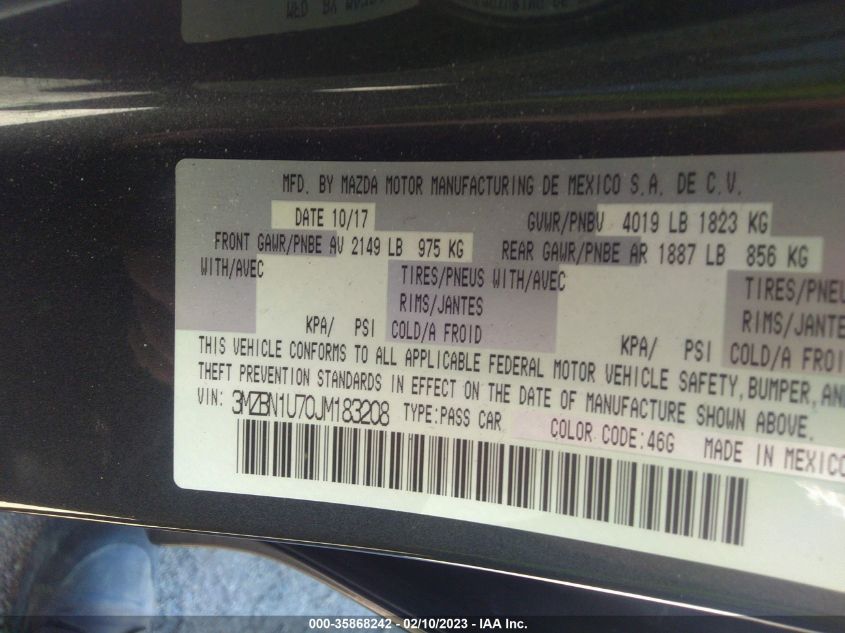 MFD. BY MAZDA MOTOR MANUFACTURING DE MEXICO S.A. DE C.V.
DATE 10/17 GVWR/PNBV 4019 LB 1823 KG
FRONT GAWR/PNBE AV 2149 LB 975 KG REAR GAWR/PNBE AR 1887 LB 856 KG
WITH/AVEC TIRES/PNEUS WITH/AVEC TIRES/PNEU
RIMS/JANTES RIMS/JANTE
KPA/ PSI COLD/A FROID KPA/ PSI COLD/A FROI
THIS VEHICLE CONFORMS TO ALL APPLICABLE FEDERAL MOTOR VEHICLE SAFETY, BUMPER, AN
THEFT PREVENTION STANDARDS IN EFFECT ON THE DATE OF MANUFACTURE SHOWN ABOVE.
VIN: 3MZBN1U70JM183208 TYPE:PASS CAR COLOR CODE:46G MADE IN MEXICO
000-35868242 - 02/10/2023 - IAA Inc.